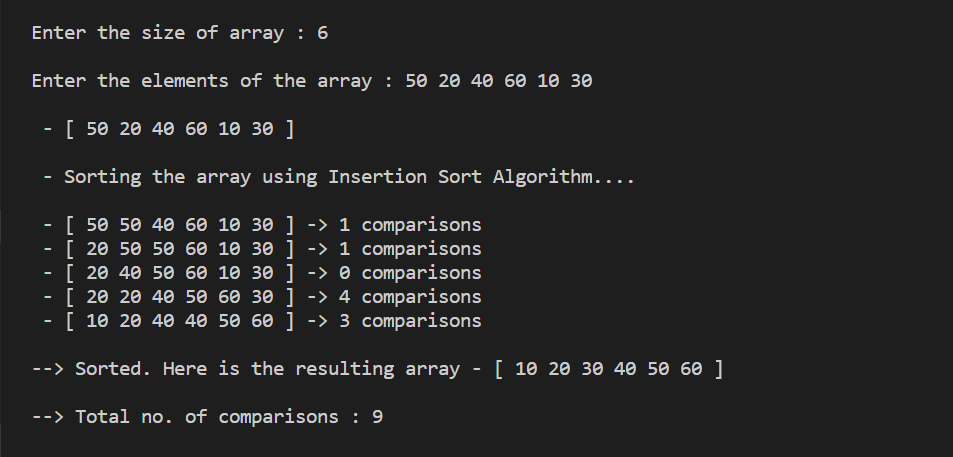 Enter the size of array : 6
Enter the elements of the array : 50 20 40 60 10 30
- [ 50 20 40 60 10 30 ]
- Sorting the array using Insertion Sort Algorithm....
- [ 50 50 40 60 10 30 ] -> 1 comparisons
- [ 20 50 50 60 10 30 ] -> 1 comparisons
- [ 20 40 50 60 10 30 ] -> 0 comparisons
- [ 20 20 40 50 60 30 ] -> 4 comparisons
- [ 10 20 40 40 50 60 ] -> 3 comparisons
--> Sorted. Here is the resulting array - [ 10 20 30 40 50 60 ]
--> Total no. of comparisons : 9